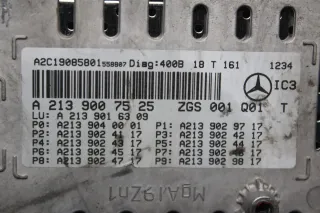 A2C19085801558887 Diag:400B 18 T 161 1234
IC3
A 213 900 75 25 ZGS 001 Q01 T
LU: A 213 901 63 09
P0: A213 904 00 01 P1: A213 902 97 17
P2: A213 902 41 17 P3: A213 902 42 17
P4: A213 902 43 17 P5: A213 902 44 17
P6: A213 902 45 17 P7: A213 902 46 17
P8: A213 902 47 17 P9: A213 902 98 17
MgAl9Zn1